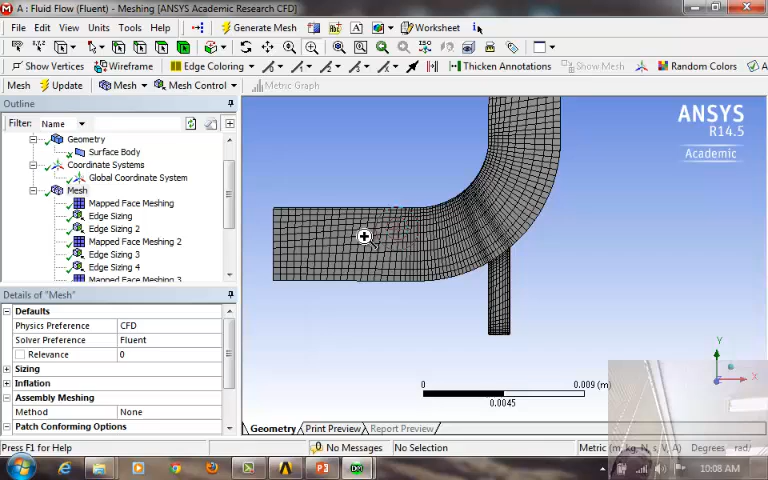 A : Fluid Flow (Fluent) - Meshing [ANSYS Academic Research CFD]
File Edit View Units Tools Help Generate Mesh Worksheet
Show Vertices Wireframe Edge Coloring Thicken Annotations Show Mesh Random Colors
Mesh Update Mesh Mesh Control Metric Graph
Outline
Filter: Name
Geometry
Surface Body
Coordinate Systems
Global Coordinate System
Mesh
Mapped Face Meshing
Edge Sizing
Edge Sizing 2
Mapped Face Meshing 2
Edge Sizing 3
Edge Sizing 4
Mapped Face Meshing 3
Details of "Mesh"
Defaults
Physics Preference CFD
Solver Preference Fluent
Relevance 0
Sizing
Inflation
Assembly Meshing
Method None
Patch Conforming Options
ANSYS
R14.5
Academic
Y
X
0 0.009 (m)
0.0045
Geometry Print Preview Report Preview
Press F1 for Help No Messages No Selection Metric (m, kg, N, s, V, A) Degrees rad/
10:08 AM